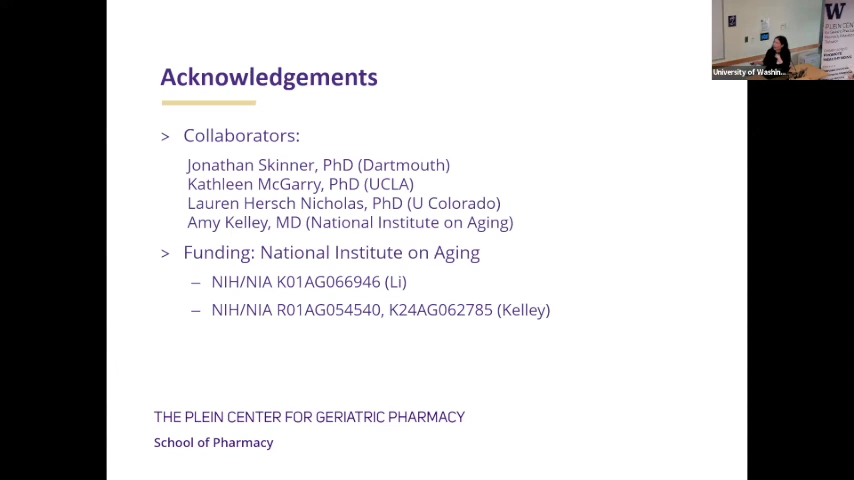 Acknowledgements
> Collaborators:
Jonathan Skinner, PhD (Dartmouth)
Kathleen McGarry, PhD (UCLA)
Lauren Hersch Nicholas, PhD (U Colorado)
Amy Kelley, MD (National Institute on Aging)
> Funding: National Institute on Aging
– NIH/NIA K01AG066946 (Li)
– NIH/NIA R01AG054540, K24AG062785 (Kelley)
THE PLEIN CENTER FOR GERIATRIC PHARMACY
School of Pharmacy
W
PLEIN CEN
University of Washin...